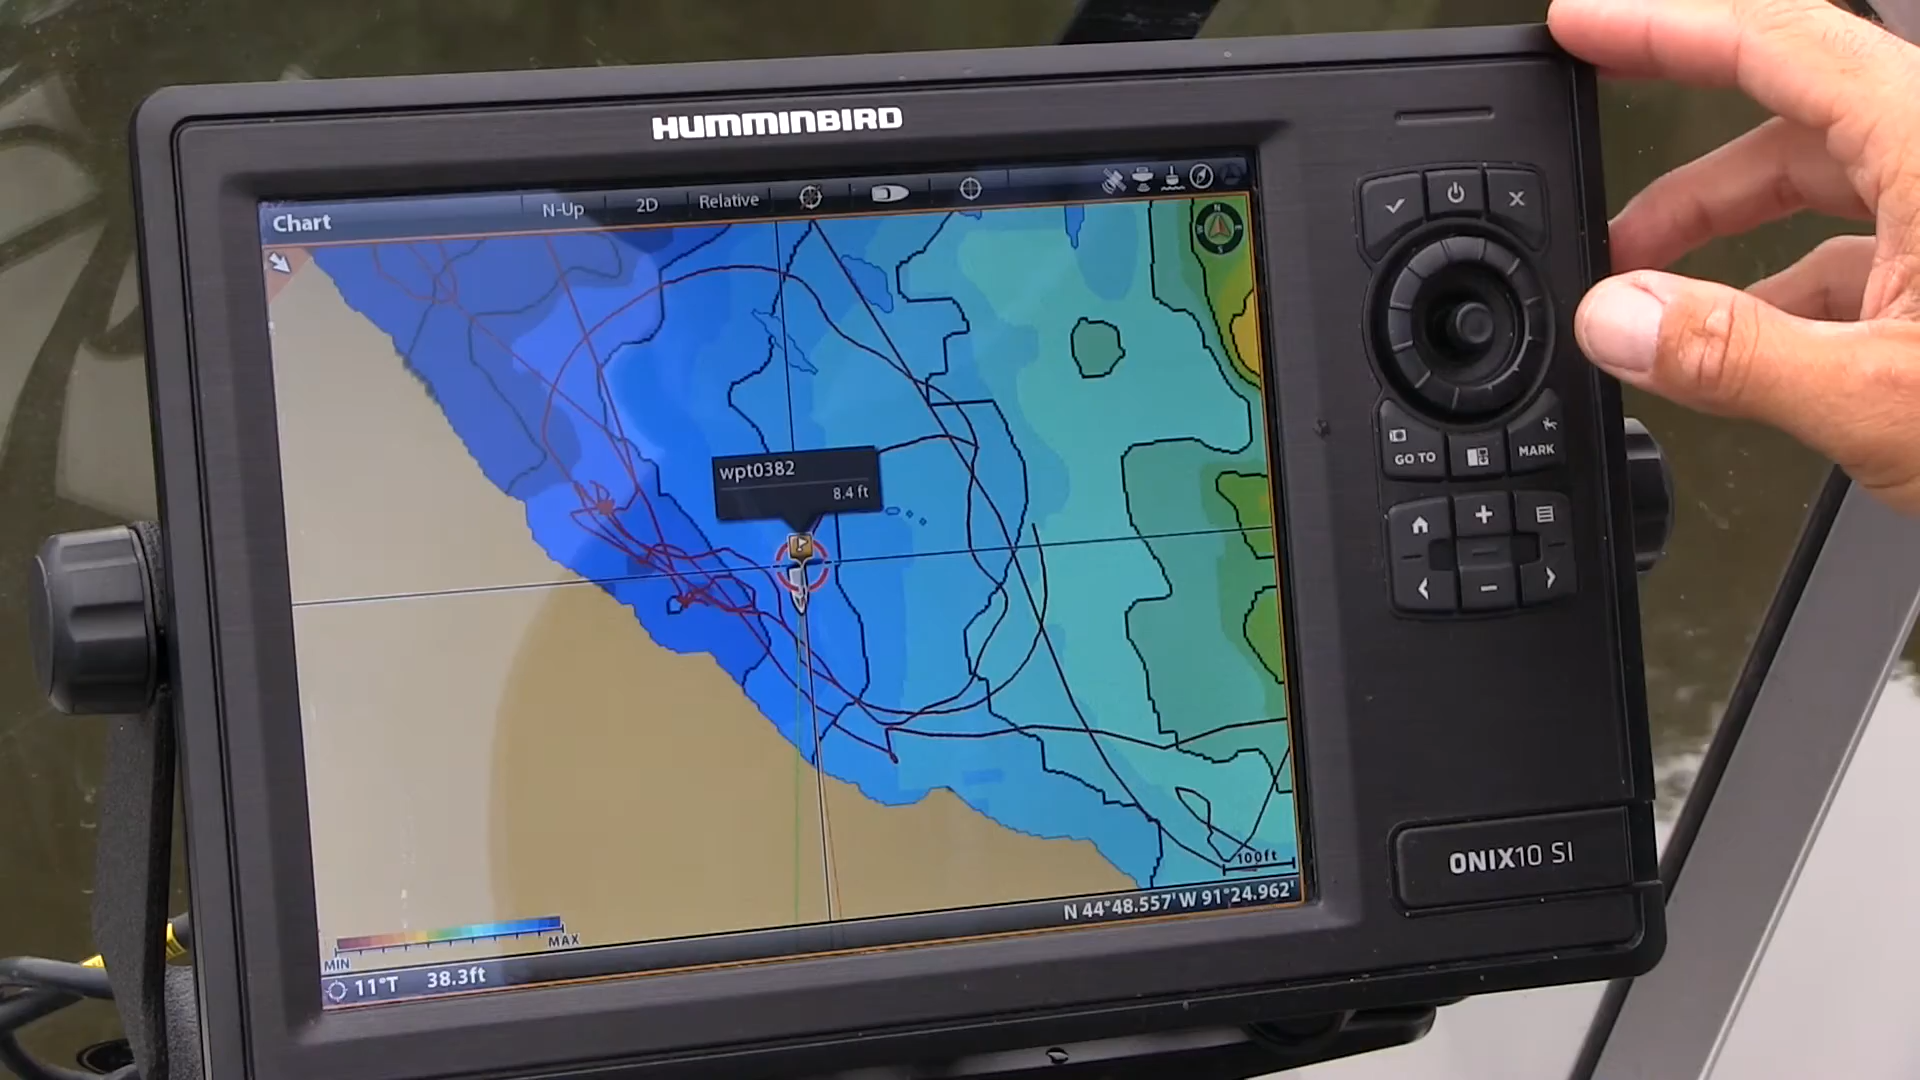 HUMMINBIRD
Chart
N-Up
2D
Relative
N
E
S
W
wpt0382
8.4 ft
100ft
N 44°48.557' W 91°24.962'
MIN
MAX
11°T 38.3ft
GO TO
MARK
ONIX10 SI